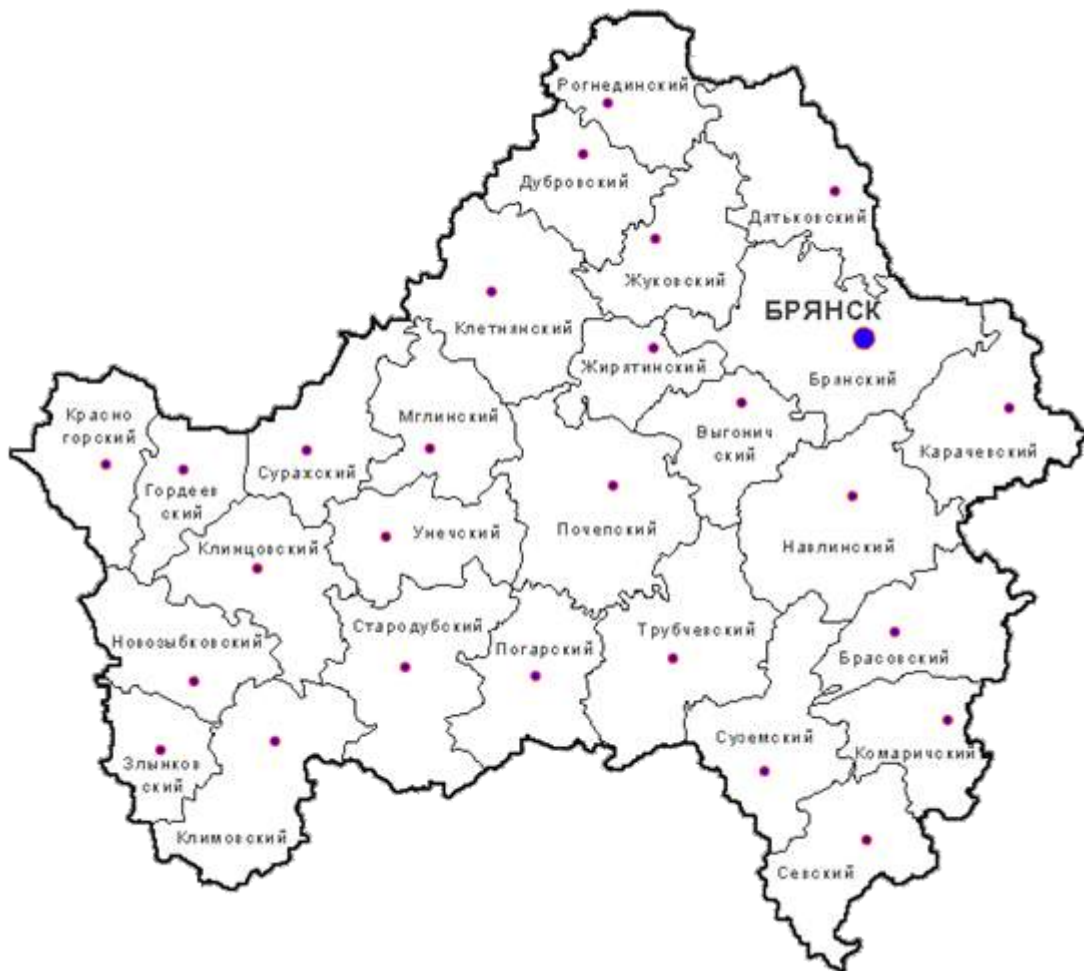 Рогнединский
Дубровский
Дятьковский
Жуковский
БРЯНСК
Клетнянский
Жирятинский
Брянский
Красно
горский
Мглинский
Выгонич
ский
Карачевский
Суражский
Гордеев
ский
Унечский
Почепский
Клинцовский
Навлинский
Стародубский
Трубчевский
Новозыбковский
Погарский
Брасовский
Суземский
Комаричский
Злынков
ский
Климовский
Севский